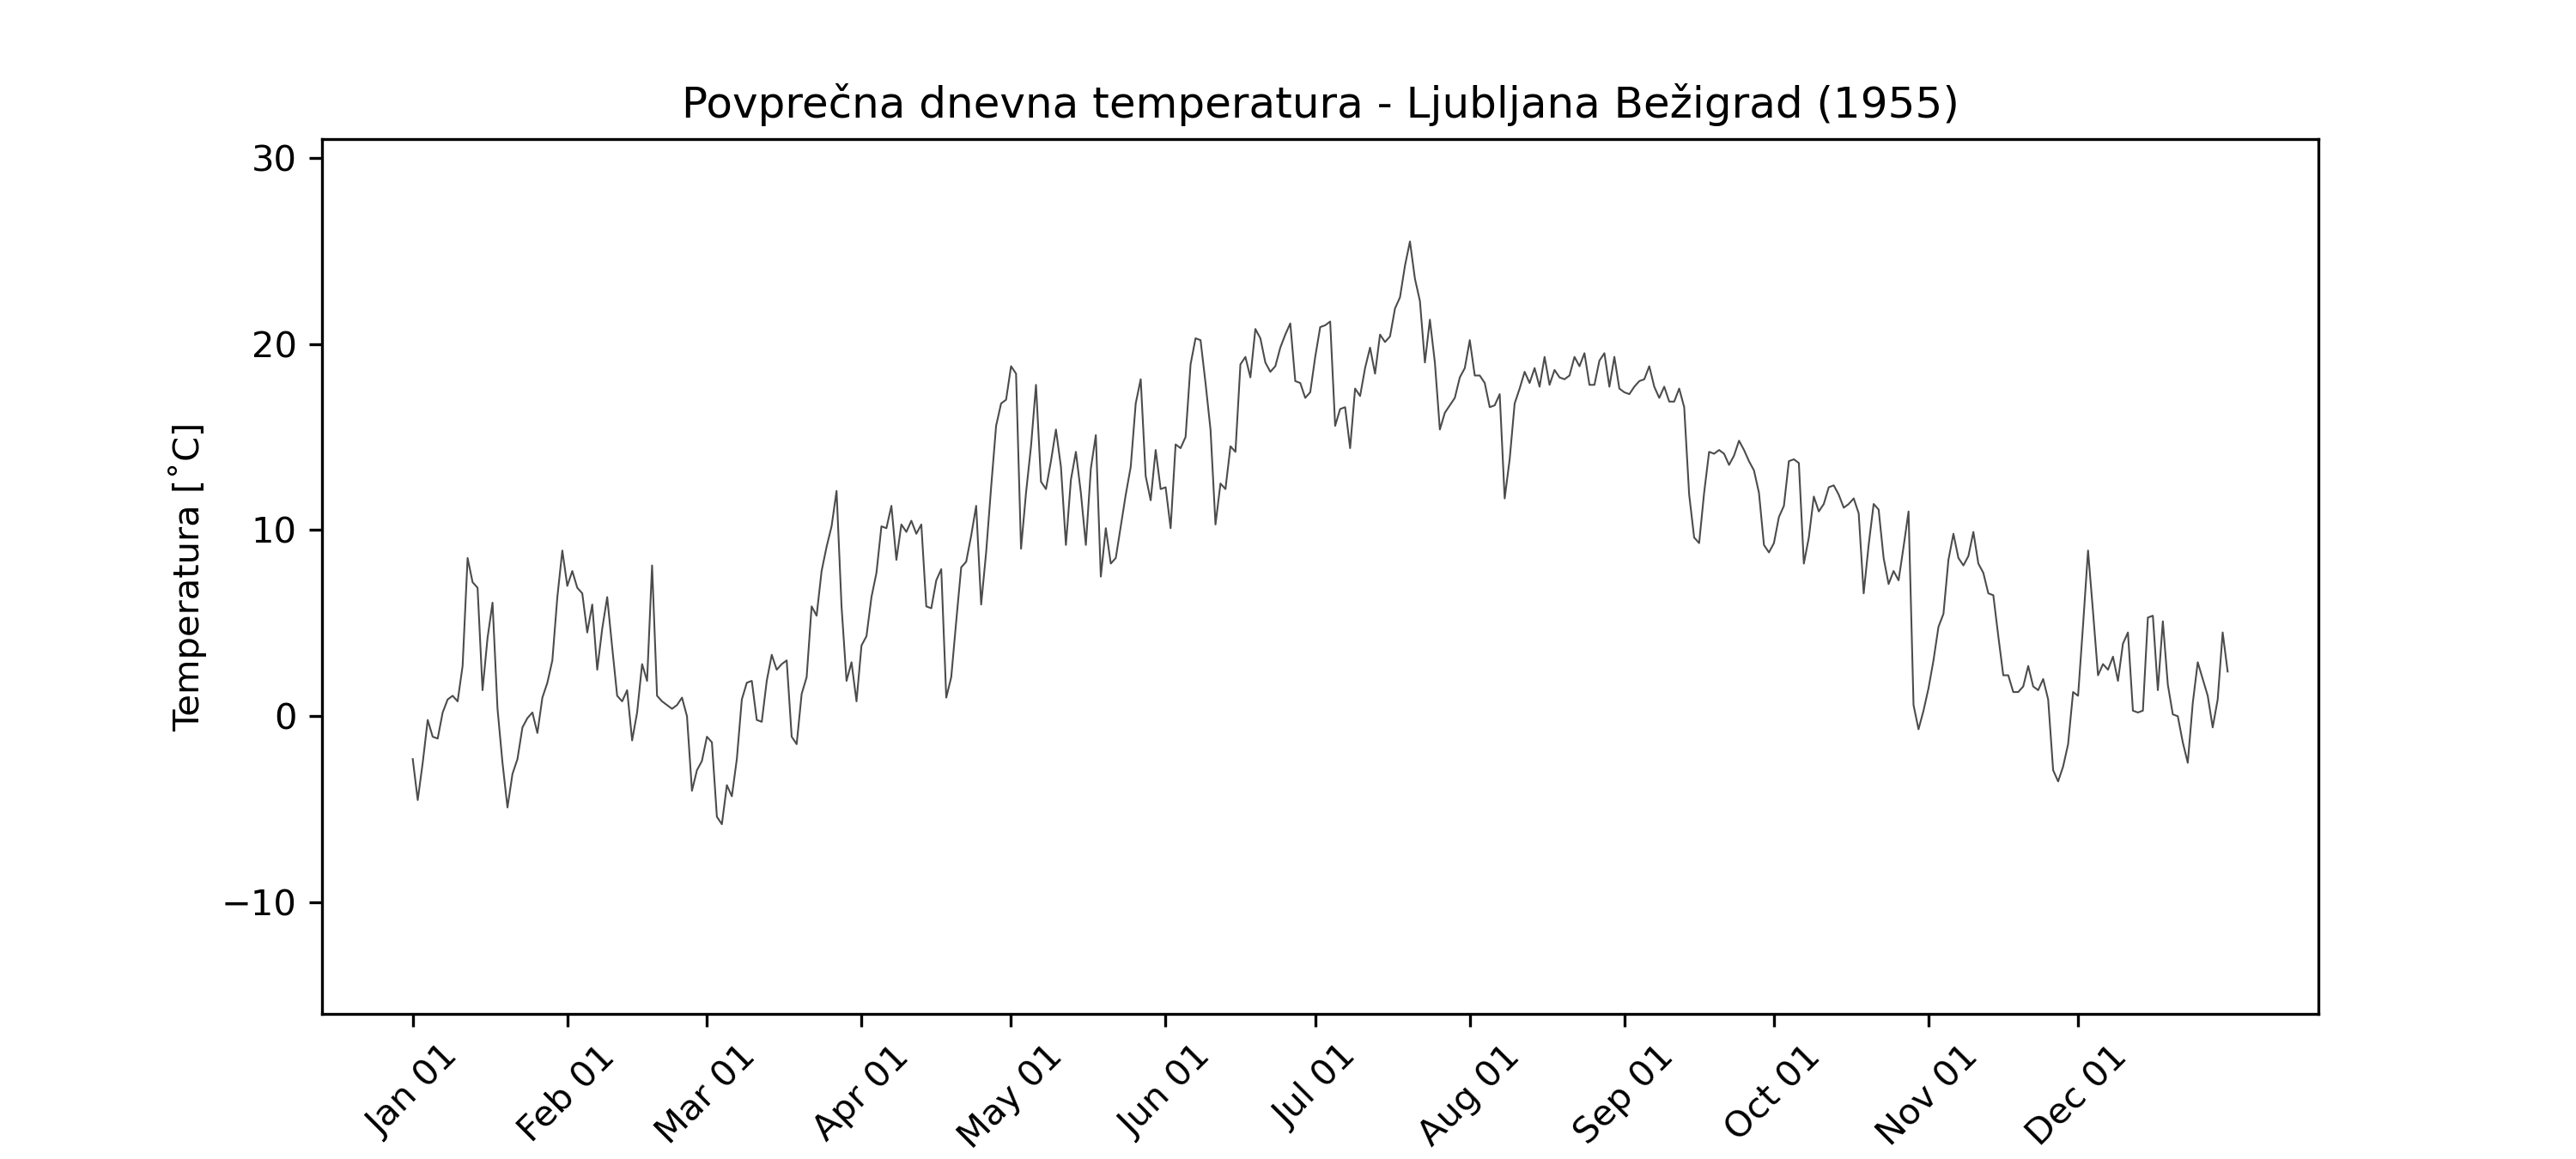 Povprečna dnevna temperatura - Ljubljana Bežigrad (1955)
Temperatura [˚C]
30
20
10
0
−10
Jan 01
Feb 01
Mar 01
Apr 01
May 01
Jun 01
Jul 01
Aug 01
Sep 01
Oct 01
Nov 01
Dec 01